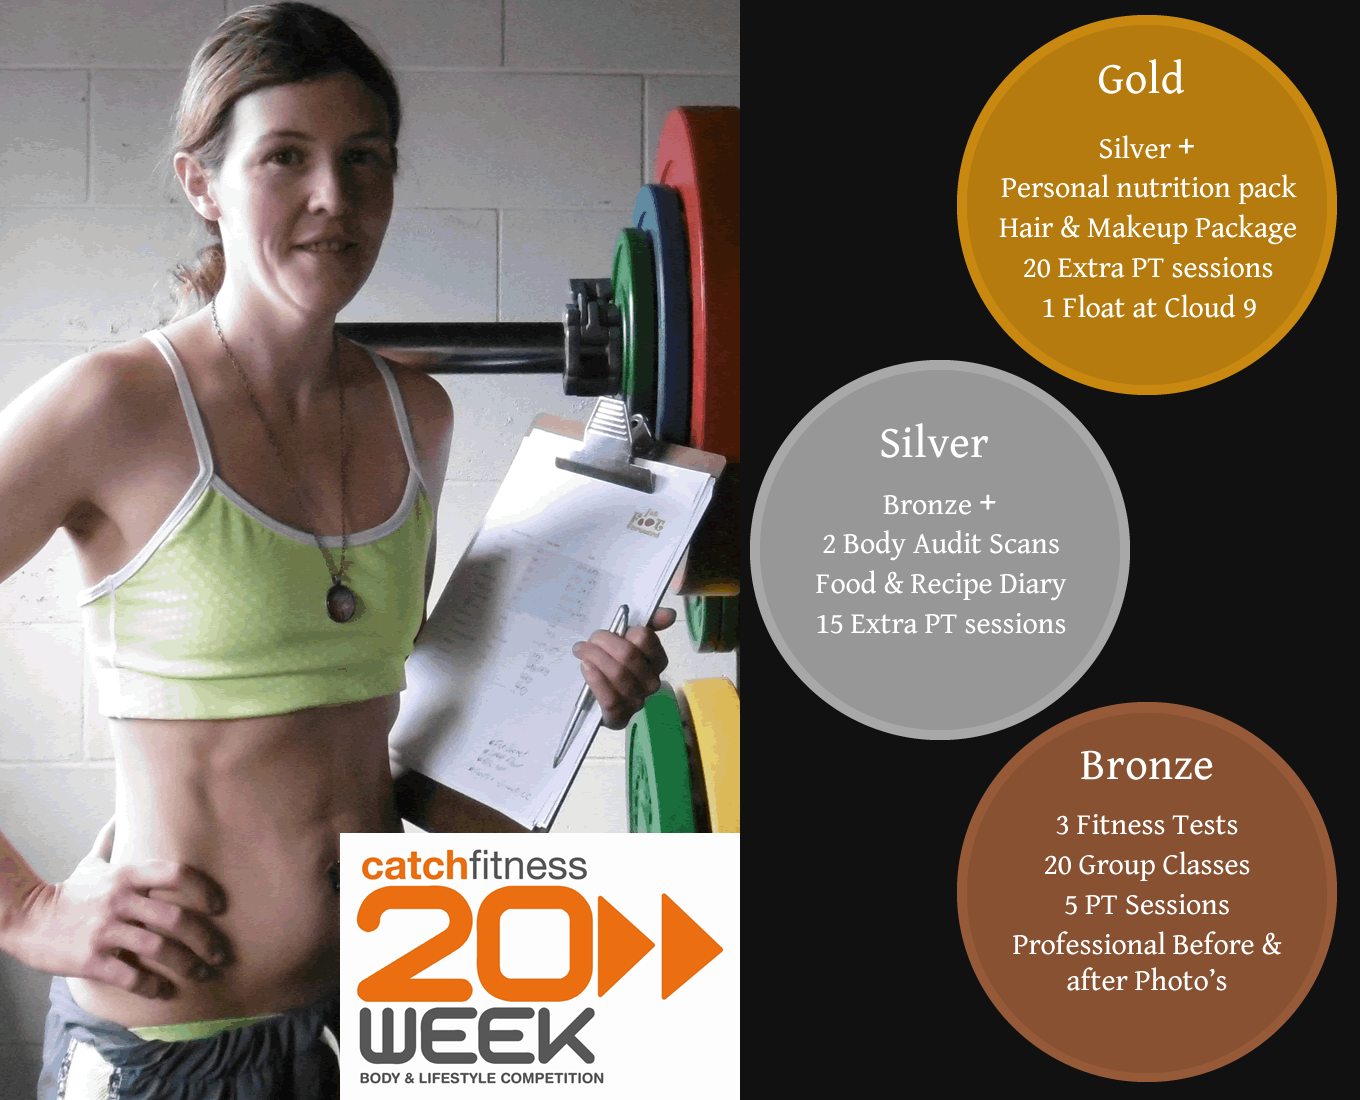 Gold
Silver +
Personal nutrition pack
Hair & Makeup Package
20 Extra PT sessions
1 Float at Cloud 9
Silver
Bronze +
2 Body Audit Scans
Food & Recipe Diary
15 Extra PT sessions
Bronze
3 Fitness Tests
20 Group Classes
5 PT Sessions
Professional Before &
after Photo’s
catchfitness
20
WEEK
BODY & LIFESTYLE COMPETITION